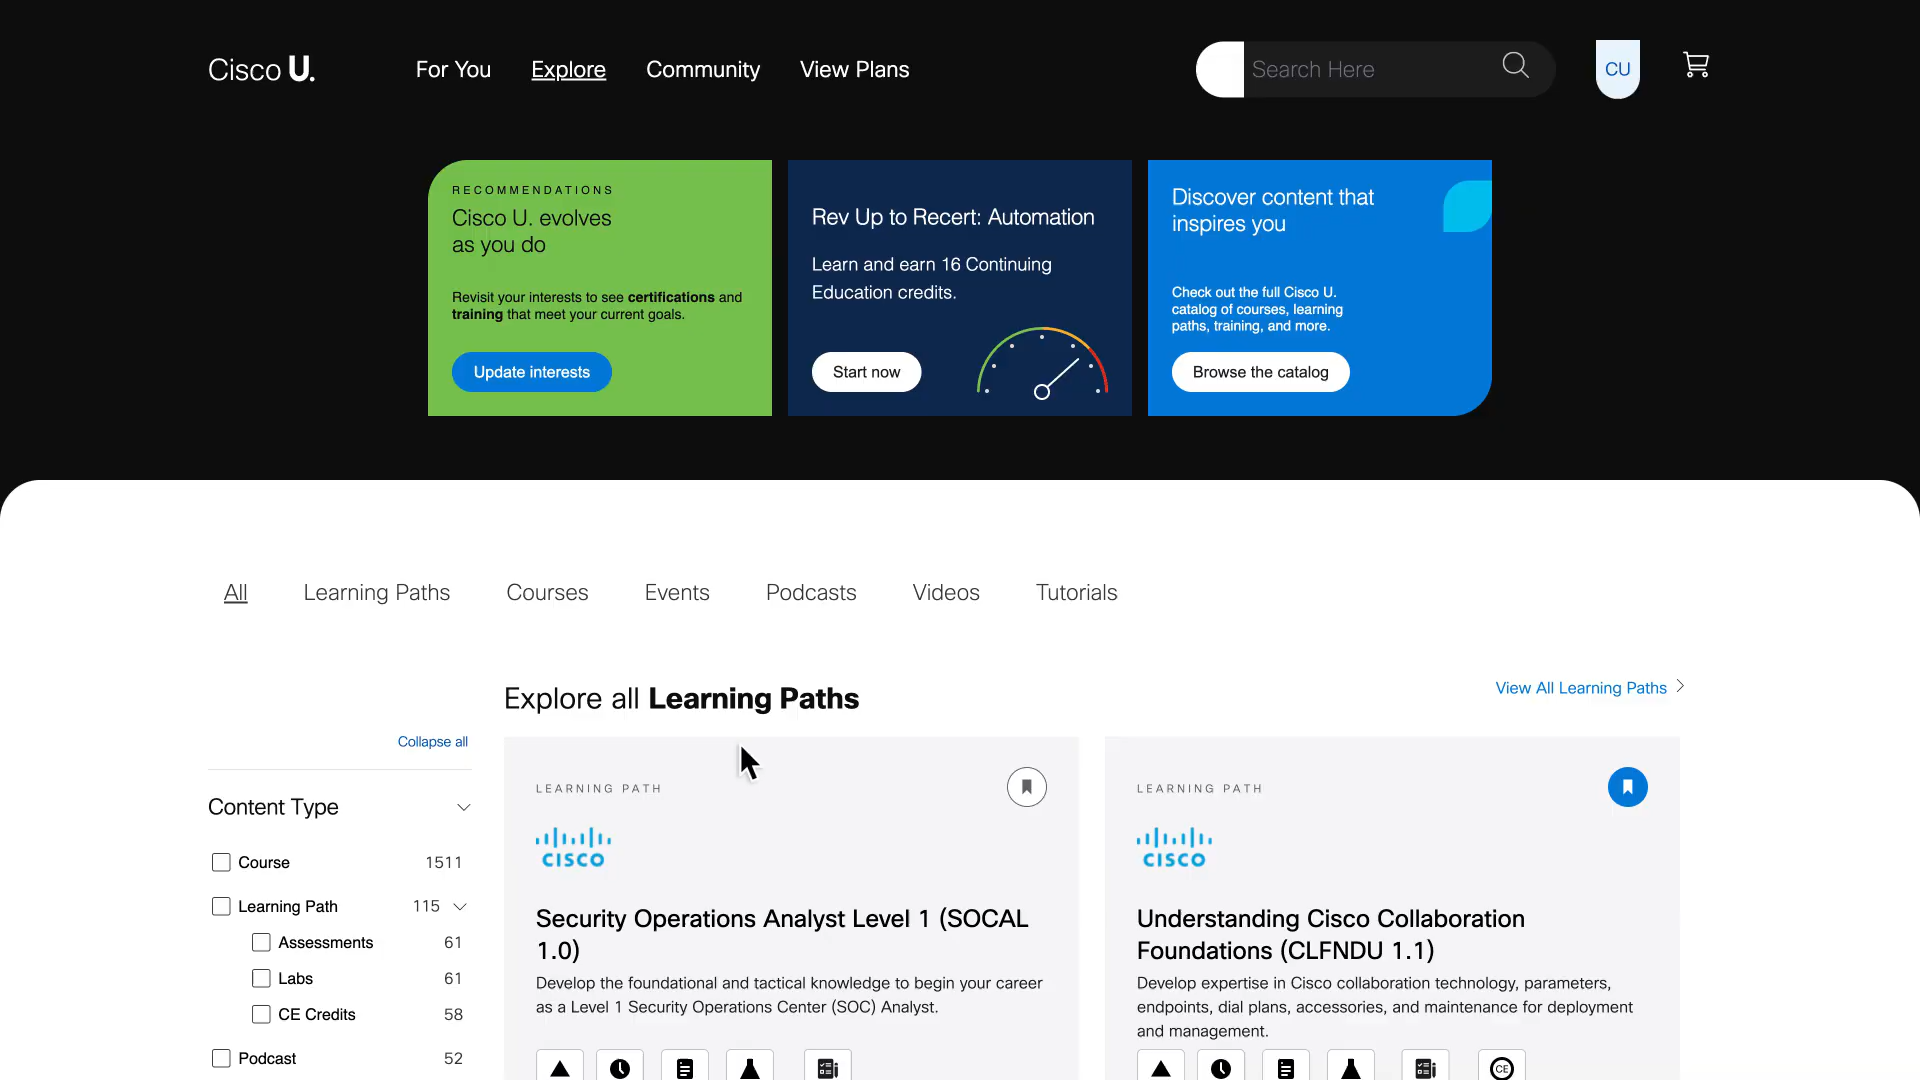 Cisco U.
For You
Explore
Community
View Plans
Search Here
CU
RECOMMENDATIONS
Cisco U. evolves
as you do
Revisit your interests to see certifications and
training that meet your current goals.
Update interests
Rev Up to Recert: Automation
Learn and earn 16 Continuing
Education credits.
Start now
Discover content that
inspires you
Check out the full Cisco U.
catalog of courses, learning
paths, training, and more.
Browse the catalog
All
Learning Paths
Courses
Events
Podcasts
Videos
Tutorials
Explore all Learning Paths
View All Learning Paths
Collapse all
Content Type
Course 1511
Learning Path 115
Assessments 61
Labs 61
CE Credits 58
Podcast 52
LEARNING PATH
CISCO
Security Operations Analyst Level 1 (SOCAL
1.0)
Develop the foundational and tactical knowledge to begin your career
as a Level 1 Security Operations Center (SOC) Analyst.
LEARNING PATH
CISCO
Understanding Cisco Collaboration
Foundations (CLFNDU 1.1)
Develop expertise in Cisco collaboration technology, parameters,
endpoints, dial plans, accessories, and maintenance for deployment
and management.
CE